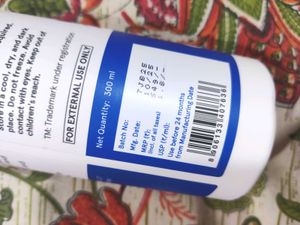 store in a cool, dry, and dark
place. Do not freeze. Avoid
contact with eyes. Keep out of
children's reach.
TM: Trademark under registration
FOR EXTERNAL USE ONLY
Net Quantity: 300 ml
Batch No:
Mfg. Date:
MRP (₹):
(incl. of all taxes)
USP (₹/ml):
Use before 24 months
from Manufacturing Date